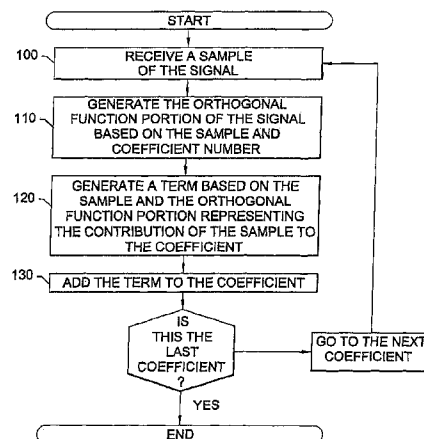 START
100
RECEIVE A SAMPLE
OF THE SIGNAL
110
GENERATE THE ORTHOGONAL
FUNCTION PORTION OF THE SIGNAL
BASED ON THE SAMPLE AND
COEFFICIENT NUMBER
120
GENERATE A TERM BASED ON THE
SAMPLE AND THE ORTHOGONAL
FUNCTION PORTION REPRESENTING
THE CONTRIBUTION OF THE SAMPLE TO
THE COEFFICIENT
130
ADD THE TERM TO THE COEFFICIENT
IS
THIS THE
LAST
COEFFICIENT
?
GO TO THE NEXT
COEFFICIENT
YES
END